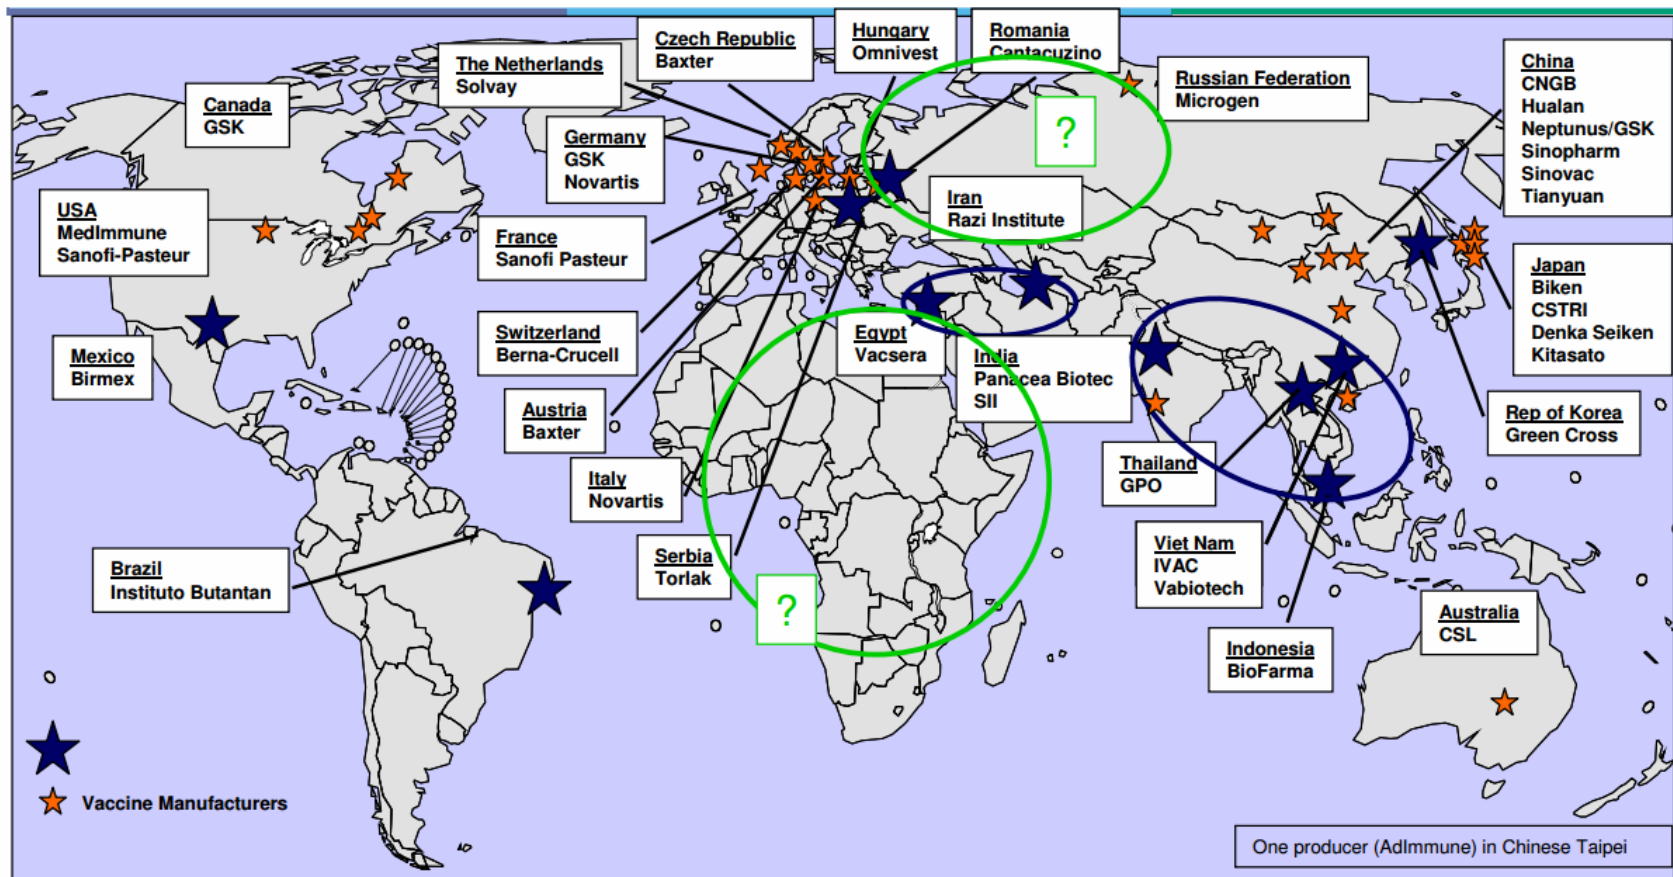 Czech Republic
Baxter
Hungary
Omnivest
Romania
Cantacuzino
The Netherlands
Solvay
Canada
GSK
Russian Federation
Microgen
China
CNGB
Hualan
Neptunus/GSK
Sinopharm
Sinovac
Tianyuan
?
Germany
GSK
Novartis
Iran
Razi Institute
USA
MedImmune
Sanofi-Pasteur
France
Sanofi Pasteur
Japan
Biken
CSTRI
Denka Seiken
Kitasato
Switzerland
Berna-Crucell
Egypt
Vacsera
India
Panacea Biotec
SII
Mexico
Birmex
Austria
Baxter
Rep of Korea
Green Cross
Italy
Novartis
Thailand
GPO
Serbia
Torlak
Viet Nam
IVAC
Vabiotech
Brazil
Instituto Butantan
?
Australia
CSL
Indonesia
BioFarma
Vaccine Manufacturers
One producer (AdImmune) in Chinese Taipei